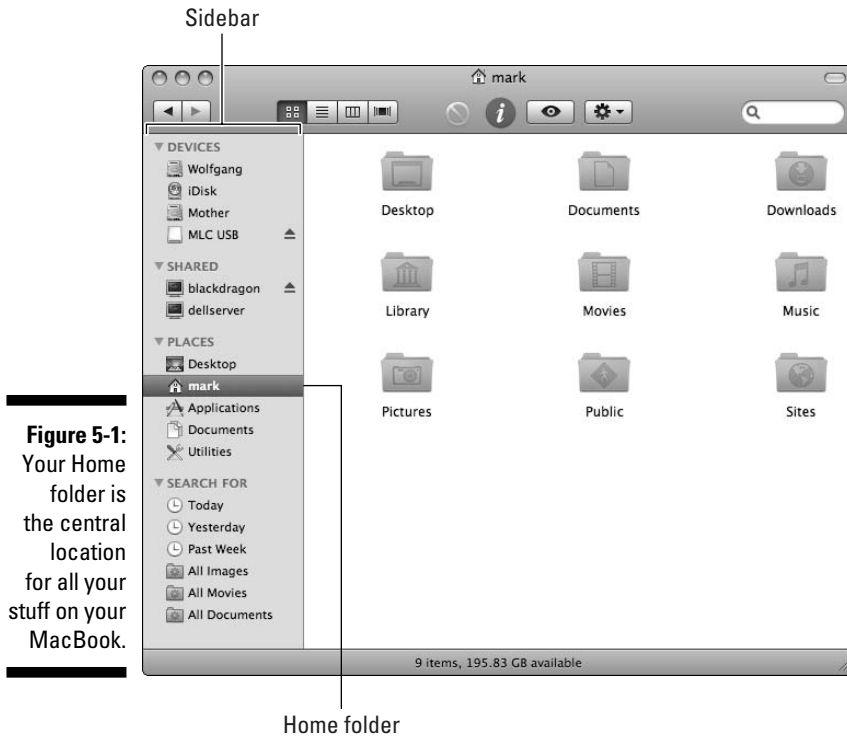 Sidebar
mark
DEVICES
Wolfgang
iDisk
Mother
MLC USB
SHARED
blackdragon
dellserver
PLACES
Desktop
mark
Applications
Documents
Utilities
SEARCH FOR
Today
Yesterday
Past Week
All Images
All Movies
All Documents
Desktop
Documents
Downloads
Library
Movies
Music
Pictures
Public
Sites
9 items, 195.83 GB available
Home folder
Figure 5-1:
Your Home
folder is
the central
location
for all your
stuff on your
MacBook.